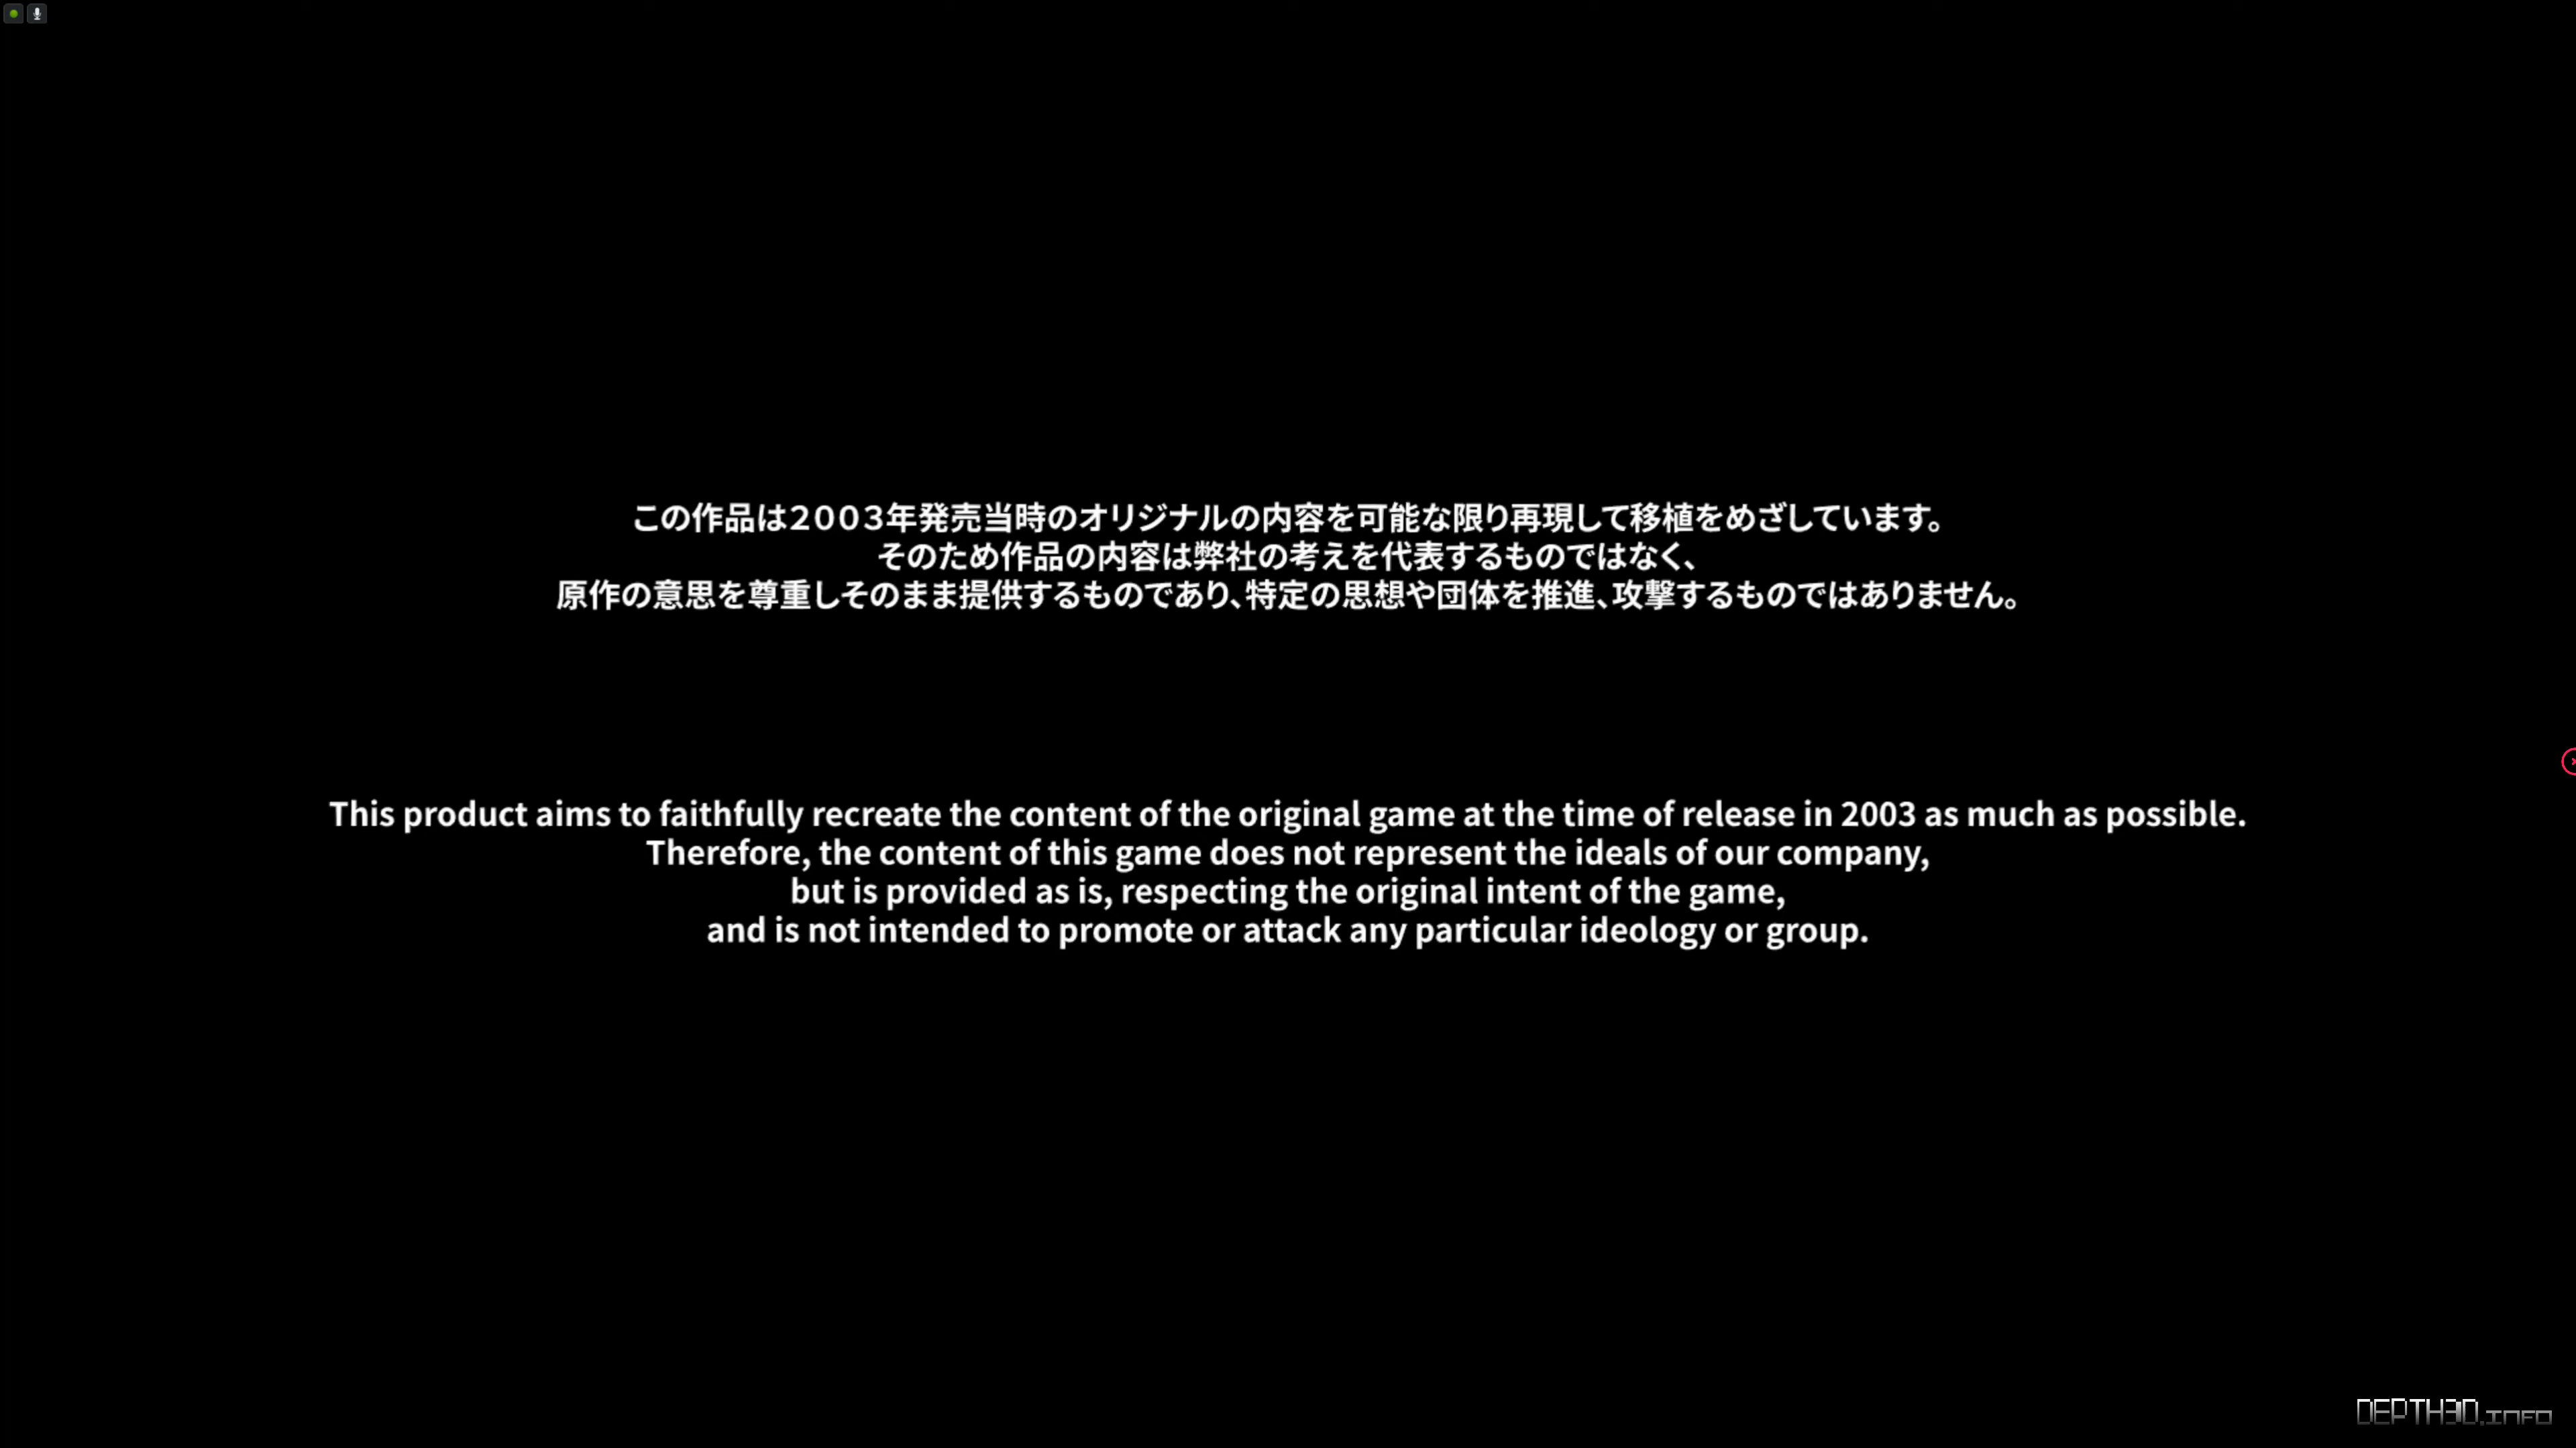 この作品は２００３年発売当時のオリジナルの内容を可能な限り再現して移植をめざしています。
そのため作品の内容は弊社の考えを代表するものではなく、
原作の意思を尊重しそのまま提供するものであり、特定の思想や団体を推進、攻撃するものではありません。
This product aims to faithfully recreate the content of the original game at the time of release in 2003 as much as possible.
Therefore, the content of this game does not represent the ideals of our company,
but is provided as is, respecting the original intent of the game,
and is not intended to promote or attack any particular ideology or group.
DEPTH3D.info